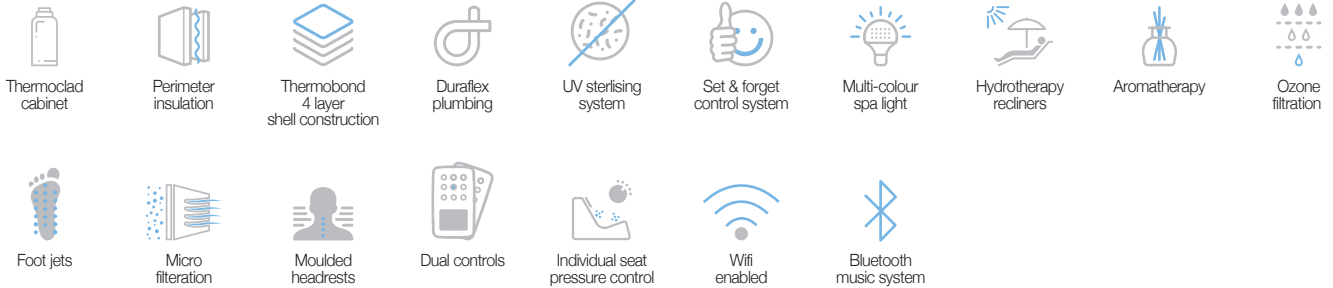 Thermoclad
cabinet
Perimeter
insulation
Thermobond
4 layer
shell construction
Duraflex
plumbing
UV sterlising
system
Set & forget
control system
Multi-colour
spa light
Hydrotherapy
recliners
Aromatherapy
Ozone
filtration
Foot jets
Micro
filteration
Moulded
headrests
Dual controls
Individual seat
pressure control
Wifi
enabled
Bluetooth
music system